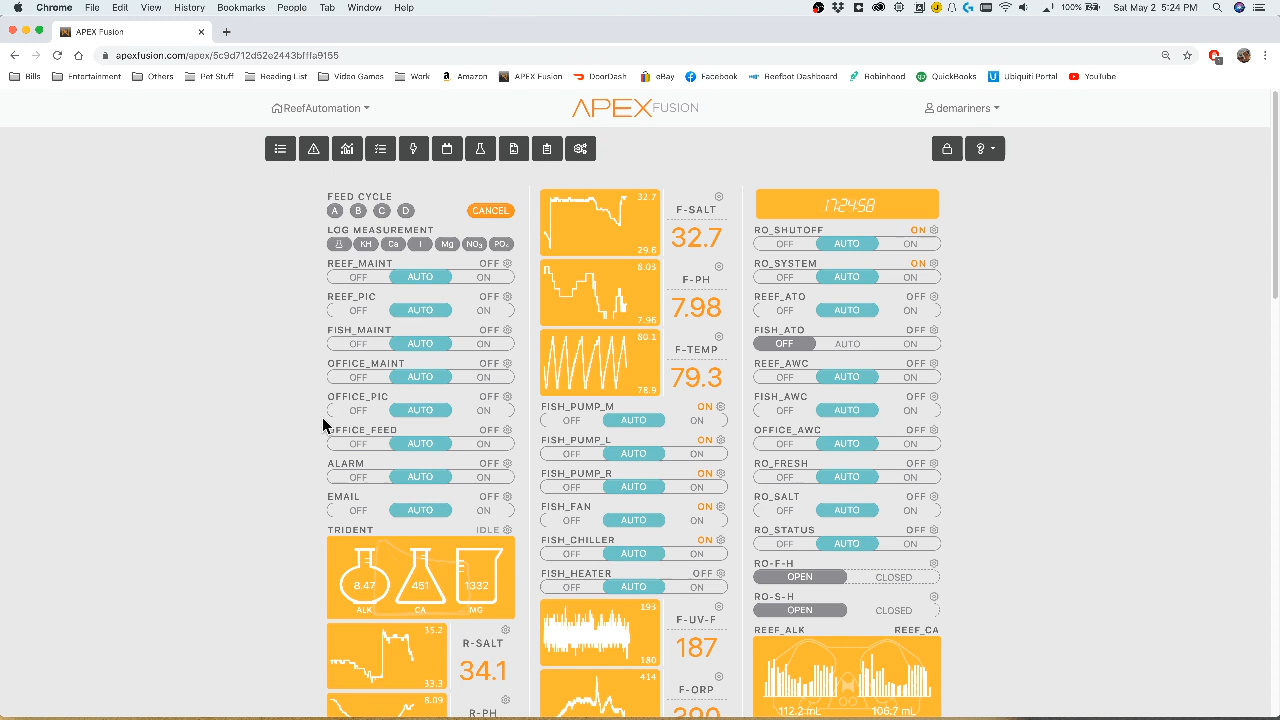 Chrome File Edit View History Bookmarks People Tab Window Help 100% Sat May 2 5:24 PM
APEX Fusion
apexfusion.com/apex/5c9d712d52e2443bfffa9155
Bills Entertainment Others Pet Stuff Reading List Video Games Work Amazon APEX Fusion DoorDash eBay Facebook Reefbot Dashboard Robinhood QuickBooks Ubiquiti Portal YouTube
ReefAutomation APEX FUSION demariners
FEED CYCLE
A B C D CANCEL
LOG MEASUREMENT
KH Ca I Mg NO₃ PO₄
REEF_MAINT OFF
OFF AUTO ON
REEF_PIC OFF
OFF AUTO ON
FISH_MAINT OFF
OFF AUTO ON
OFFICE_MAINT OFF
OFF AUTO ON
OFFICE_PIC OFF
OFF AUTO ON
OFFICE_FEED OFF
OFF AUTO ON
ALARM OFF
OFF AUTO ON
EMAIL OFF
OFF AUTO ON
TRIDENT IDLE
8.47 451 1332
ALK CA MG
35.2
R-SALT
34.1
33.3
8.09
R-PH
32.7
F-SALT
32.7
29.6
8.03
F-PH
7.98
7.96
80.1
F-TEMP
79.3
78.9
FISH_PUMP_M ON
OFF AUTO ON
FISH_PUMP_L ON
OFF AUTO ON
FISH_PUMP_R ON
OFF AUTO ON
FISH_FAN ON
OFF AUTO ON
FISH_CHILLER ON
OFF AUTO ON
FISH_HEATER OFF
OFF AUTO ON
193
F-UV-F
187
180
414
F-ORP
390
17:24:58
RO_SHUTOFF ON
OFF AUTO ON
RO_SYSTEM ON
OFF AUTO ON
REEF_ATO OFF
OFF AUTO ON
FISH_ATO OFF
OFF AUTO ON
REEF_AWC OFF
OFF AUTO ON
FISH_AWC OFF
OFF AUTO ON
OFFICE_AWC OFF
OFF AUTO ON
RO_FRESH OFF
OFF AUTO ON
RO_SALT OFF
OFF AUTO ON
RO_STATUS OFF
OFF AUTO ON
RO-F-H
OPEN CLOSED
RO-S-H
OPEN CLOSED
REEF_ALK REEF_CA
112.2 mL 106.7 mL